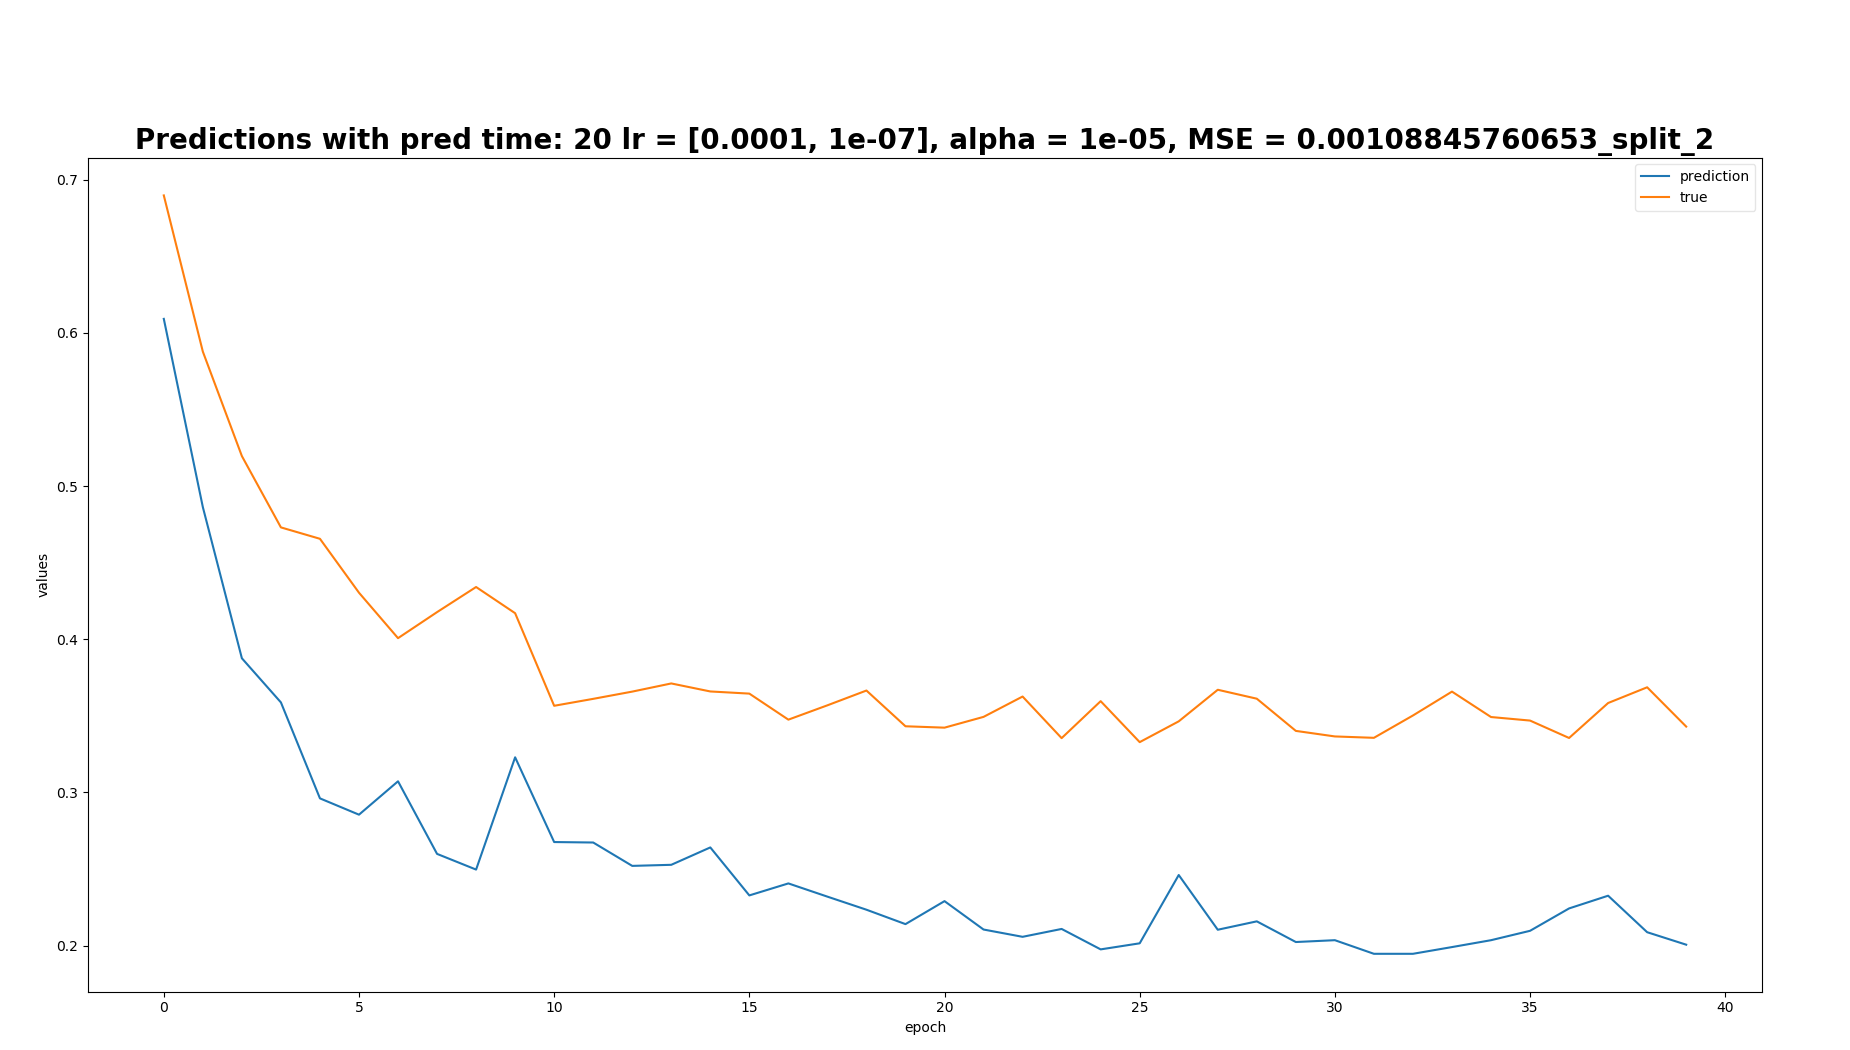 Predictions with pred time: 20 lr = [0.0001, 1e-07], alpha = 1e-05, MSE = 0.00108845760653_split_2
prediction
true
0.7
0.6
0.5
0.4
0.3
0.2
values
0 5 10 15 20 25 30 35 40
epoch